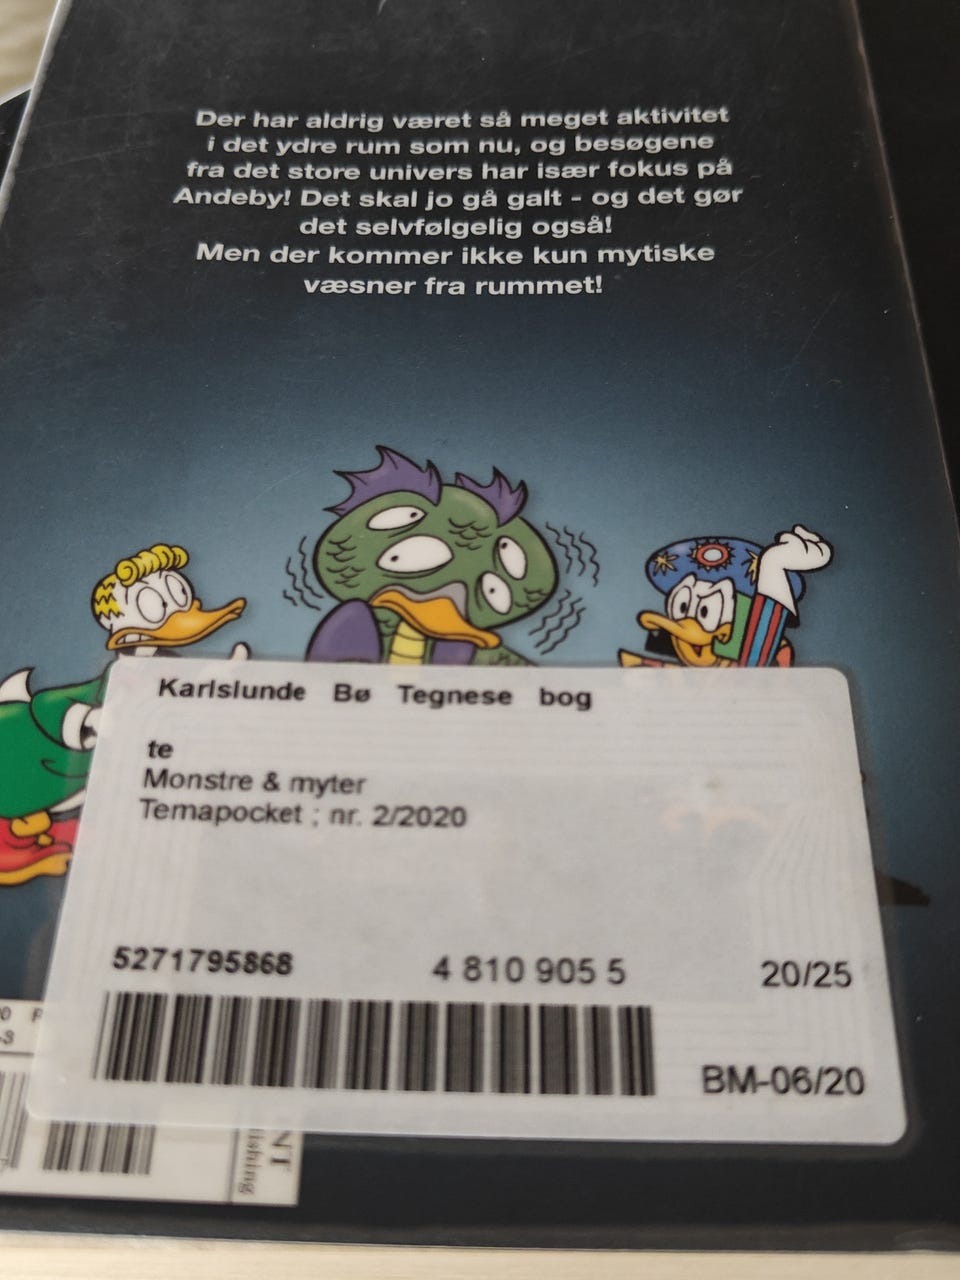 Der har aldrig været så meget aktivitet
i det ydre rum som nu, og besøgene
fra det store univers har især fokus på
Andeby! Det skal jo gå galt - og det gør
det selvfølgelig også!
Men der kommer ikke kun mytiske
væsner fra rummet!
Karlslunde Bø Tegnese bog
te
Monstre & myter
Temapocket ; nr. 2/2020
5271795868 4 810 905 5 20/25
BM-06/20